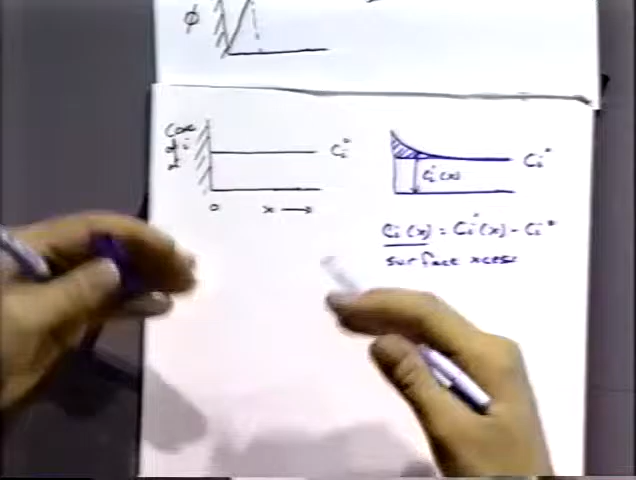 φ
Conc
of i
Ci°
0 x →
Ci°
Ci'(x)
Ci(x) = Ci'(x) - Ci°
surface xcess